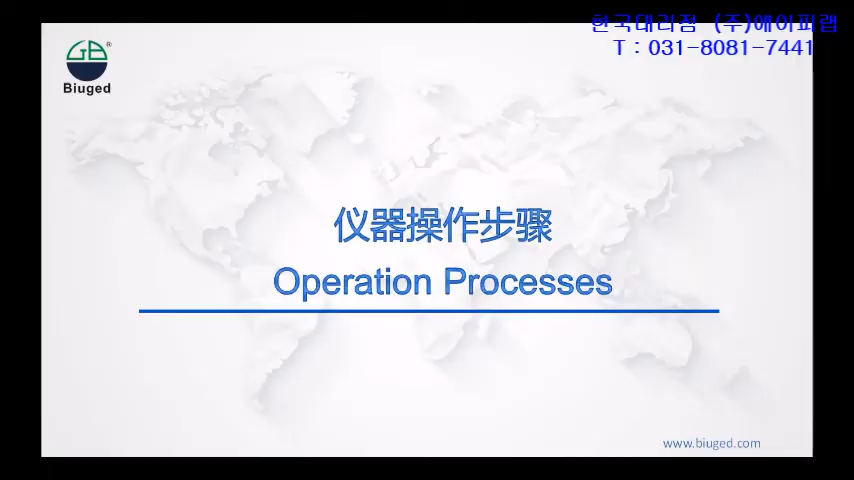 한국대리점 (주)에이피랩
T : 031-8081-7441
GB®
Biuged
仪器操作步骤
Operation Processes
www.biuged.com